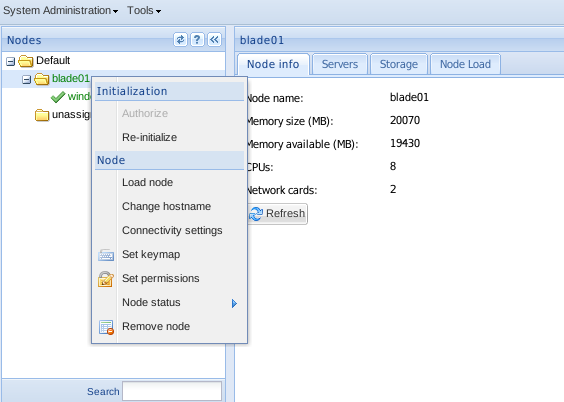 System Administration Tools
Nodes ?
blade01
Node info Servers Storage Node Load
Default
blade01
windo
unassig
Initialization
Authorize
Re-initialize
Node
Load node
Change hostname
Connectivity settings
Set keymap
Set permissions
Node status
Remove node
Node name: blade01
Memory size (MB): 20070
Memory available (MB): 19430
CPUs: 8
Network cards: 2
Refresh
Search